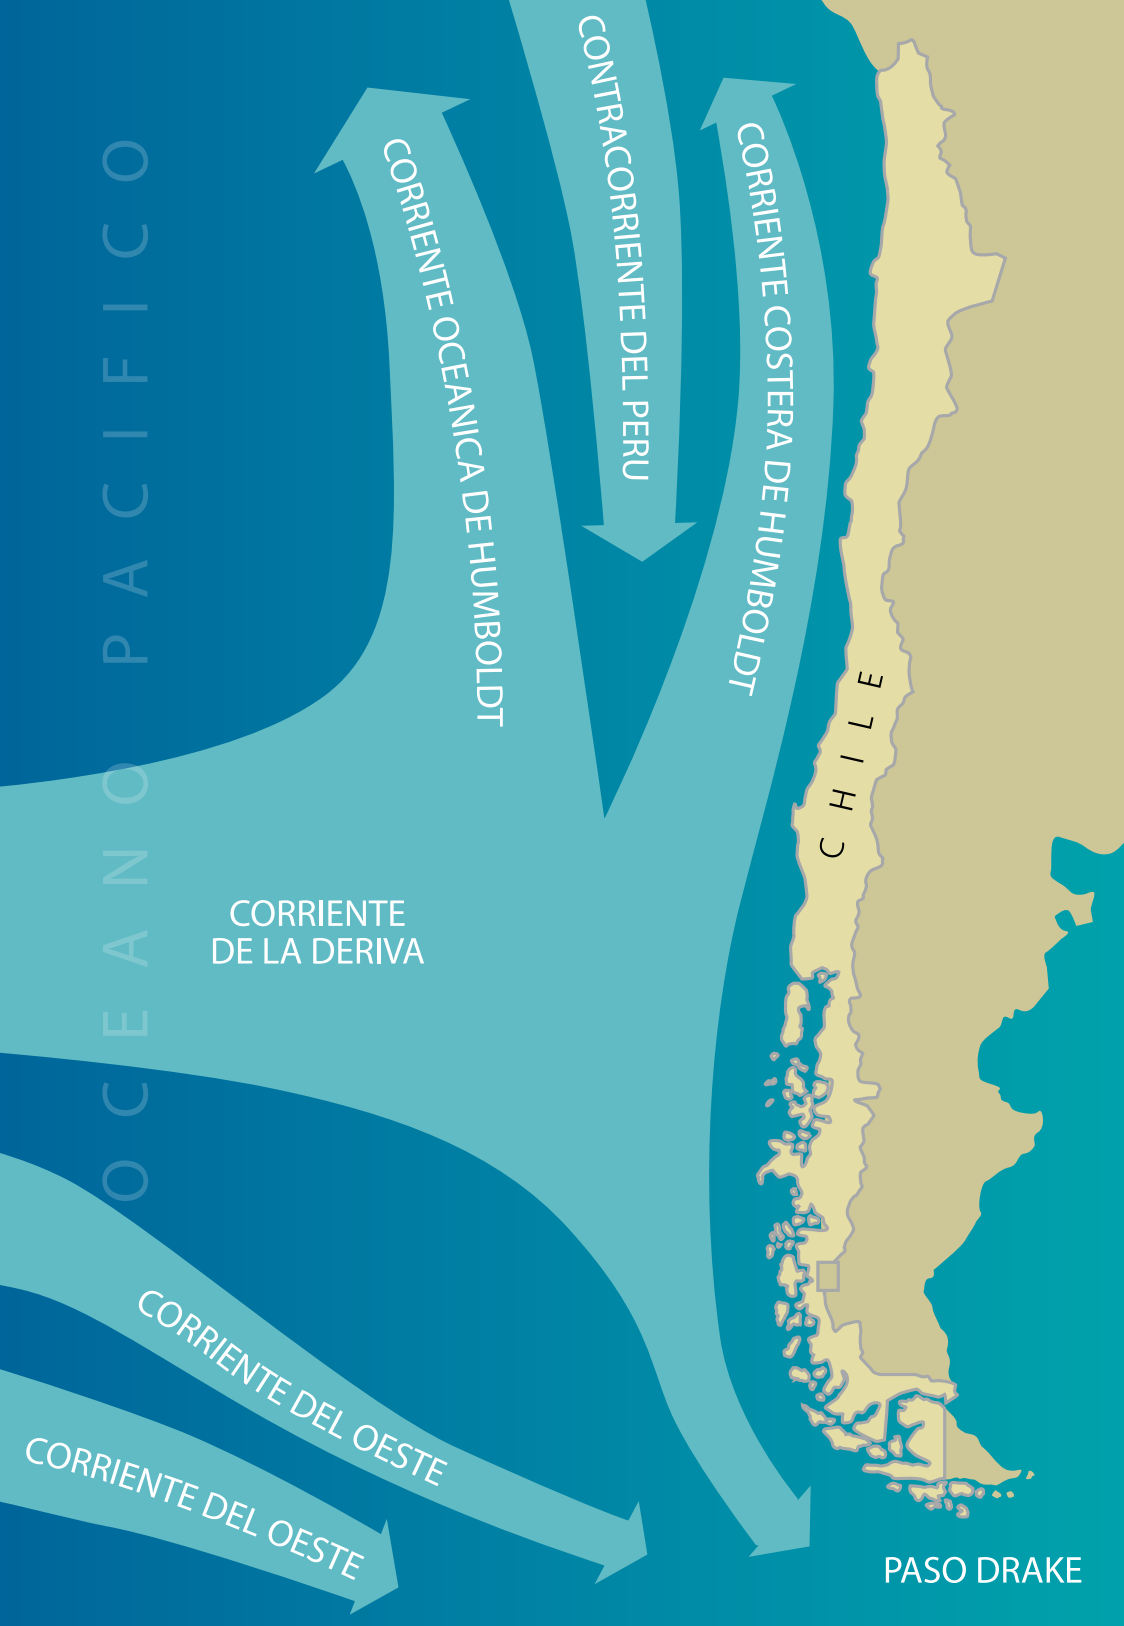 OCEANO PACIFICO
CONTRACORRIENTE DEL PERU
CORRIENTE OCEANICA DE HUMBOLDT
CORRIENTE COSTERA DE HUMBOLDT
CHILE
CORRIENTE
DE LA DERIVA
CORRIENTE DEL OESTE
CORRIENTE DEL OESTE
PASO DRAKE